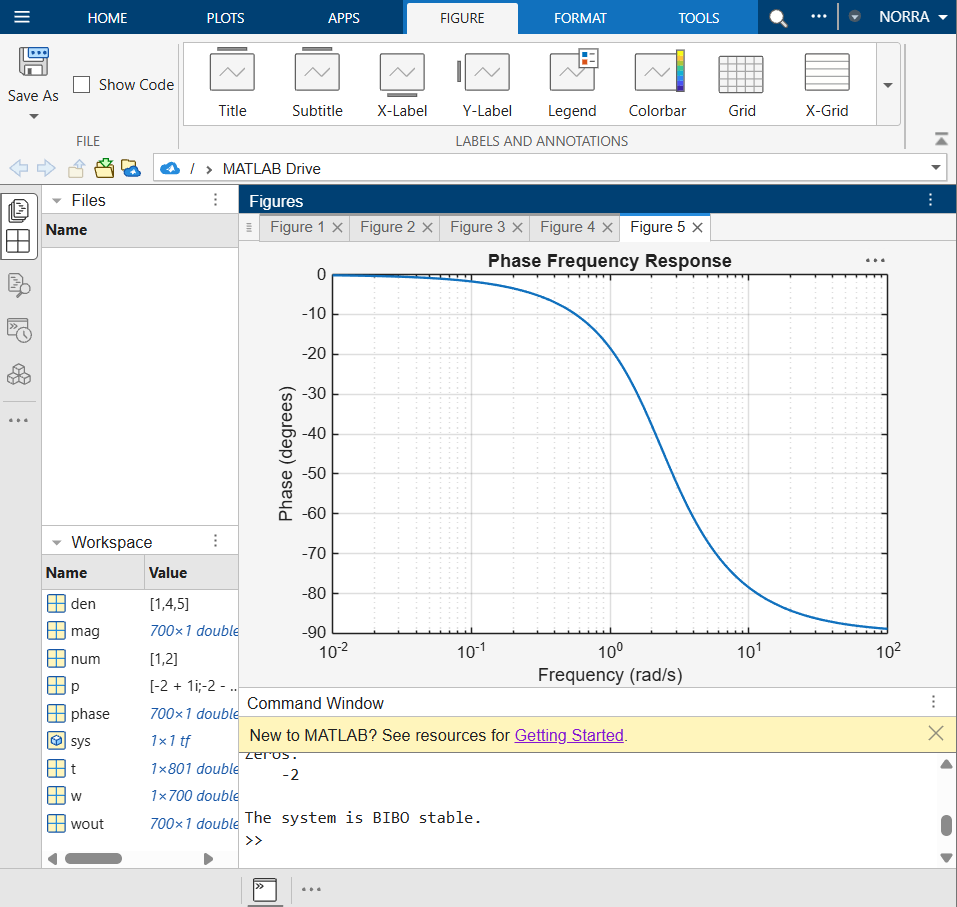 HOME PLOTS APPS FIGURE FORMAT TOOLS NORRA
Save As
Show Code
Title Subtitle X-Label Y-Label Legend Colorbar Grid X-Grid
FILE LABELS AND ANNOTATIONS
/ › MATLAB Drive
Files
Name
Figures
Figure 1 Figure 2 Figure 3 Figure 4 Figure 5
Phase Frequency Response
0
-10
-20
-30
-40
-50
-60
-70
-80
-90
Phase (degrees)
10⁻² 10⁻¹ 10⁰ 10¹ 10²
Frequency (rad/s)
Workspace
Name Value
den [1,4,5]
mag 700×1 double
num [1,2]
p [-2 + 1i;-2 - ...
phase 700×1 double
sys 1×1 tf
t 1×801 double
w 1×700 double
wout 700×1 double
Command Window
New to MATLAB? See resources for Getting Started.
Zeros:
-2
The system is BIBO stable.
>>